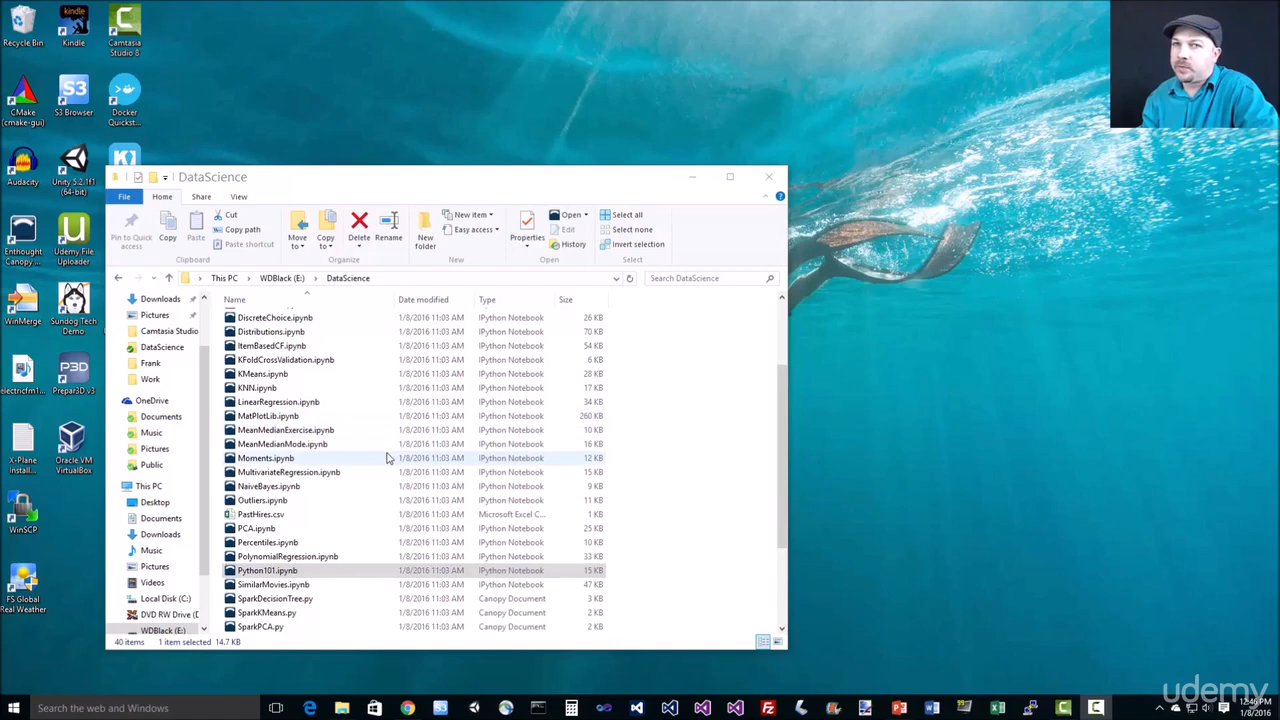 Recycle Bin
Kindle
kindle
Camtasia
Studio 8
CMake
(cmake-gui)
S3
S3 Browser
Docker
Quickst...
Audacity
Unity 5.2.1f1
(64-bit)
Enthought
Canopy ...
Udemy File
Uploader
WinMerge
Sundog Tech
Demo
P3D
electricfm1...
Prepar3D v3
X-Plane
Install...
Oracle VM
VirtualBox
WinSCP
FS Global
Real Weather
DataScience
File
Home
Share
View
Pin to Quick
access
Copy
Paste
Cut
Copy path
Paste shortcut
Clipboard
Move
to
Copy
to
Delete
Rename
Organize
New
folder
New item
Easy access
New
Properties
Open
Edit
History
Open
Select all
Select none
Invert selection
Select
This PC
WDBlack (E:)
DataScience
Search DataScience
Downloads
Pictures
Camtasia Studio
DataScience
Frank
Work
OneDrive
Documents
Music
Pictures
Public
This PC
Desktop
Documents
Downloads
Music
Pictures
Videos
Local Disk (C:)
DVD RW Drive (D
WDBlack (E:)
Name Date modified Type Size
DiscreteChoice.ipynb 1/8/2016 11:03 AM IPython Notebook 26 KB
Distributions.ipynb 1/8/2016 11:03 AM IPython Notebook 70 KB
ItemBasedCF.ipynb 1/8/2016 11:03 AM IPython Notebook 54 KB
KFoldCrossValidation.ipynb 1/8/2016 11:03 AM IPython Notebook 6 KB
KMeans.ipynb 1/8/2016 11:03 AM IPython Notebook 28 KB
KNN.ipynb 1/8/2016 11:03 AM IPython Notebook 17 KB
LinearRegression.ipynb 1/8/2016 11:03 AM IPython Notebook 34 KB
MatPlotLib.ipynb 1/8/2016 11:03 AM IPython Notebook 260 KB
MeanMedianExercise.ipynb 1/8/2016 11:03 AM IPython Notebook 10 KB
MeanMedianMode.ipynb 1/8/2016 11:03 AM IPython Notebook 16 KB
Moments.ipynb 1/8/2016 11:03 AM IPython Notebook 12 KB
MultivariateRegression.ipynb 1/8/2016 11:03 AM IPython Notebook 15 KB
NaiveBayes.ipynb 1/8/2016 11:03 AM IPython Notebook 9 KB
Outliers.ipynb 1/8/2016 11:03 AM IPython Notebook 11 KB
PastHires.csv 1/8/2016 11:03 AM Microsoft Excel C... 1 KB
PCA.ipynb 1/8/2016 11:03 AM IPython Notebook 25 KB
Percentiles.ipynb 1/8/2016 11:03 AM IPython Notebook 10 KB
PolynomialRegression.ipynb 1/8/2016 11:03 AM IPython Notebook 33 KB
Python101.ipynb 1/8/2016 11:03 AM IPython Notebook 15 KB
SimilarMovies.ipynb 1/8/2016 11:03 AM IPython Notebook 47 KB
SparkDecisionTree.py 1/8/2016 11:03 AM Canopy Document 3 KB
SparkKMeans.py 1/8/2016 11:03 AM Canopy Document 2 KB
SparkPCA.py 1/8/2016 11:03 AM Canopy Document 2 KB
40 items 1 item selected 14.7 KB
Search the web and Windows
12:46 PM
1/8/2016
udemy